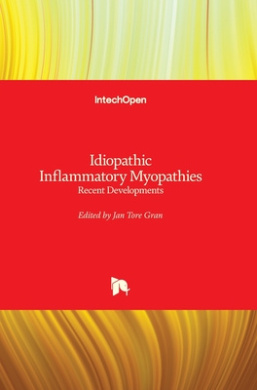 IntechOpen
Idiopathic
Inflammatory Myopathies
Recent Developments
Edited by Jan Tore Gran